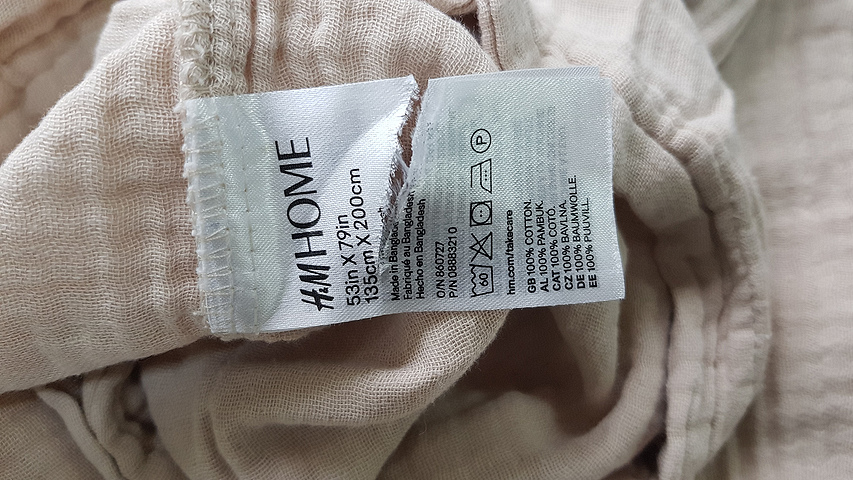 H&M HOME
53in X 79in
135cm X 200cm
Made in
Fabriqué au Bangladesh
Hecho en Bangladesh
O/N 860727
P/N 08883210
60
P
hm.com/takecare
GB 100% COTTON.
AL 100% PAMBUK.
CAT 100% COTÓ.
CZ 100% BAVLNA.
DE 100% BAUMWOLLE.
EE 100% PUUVILL.